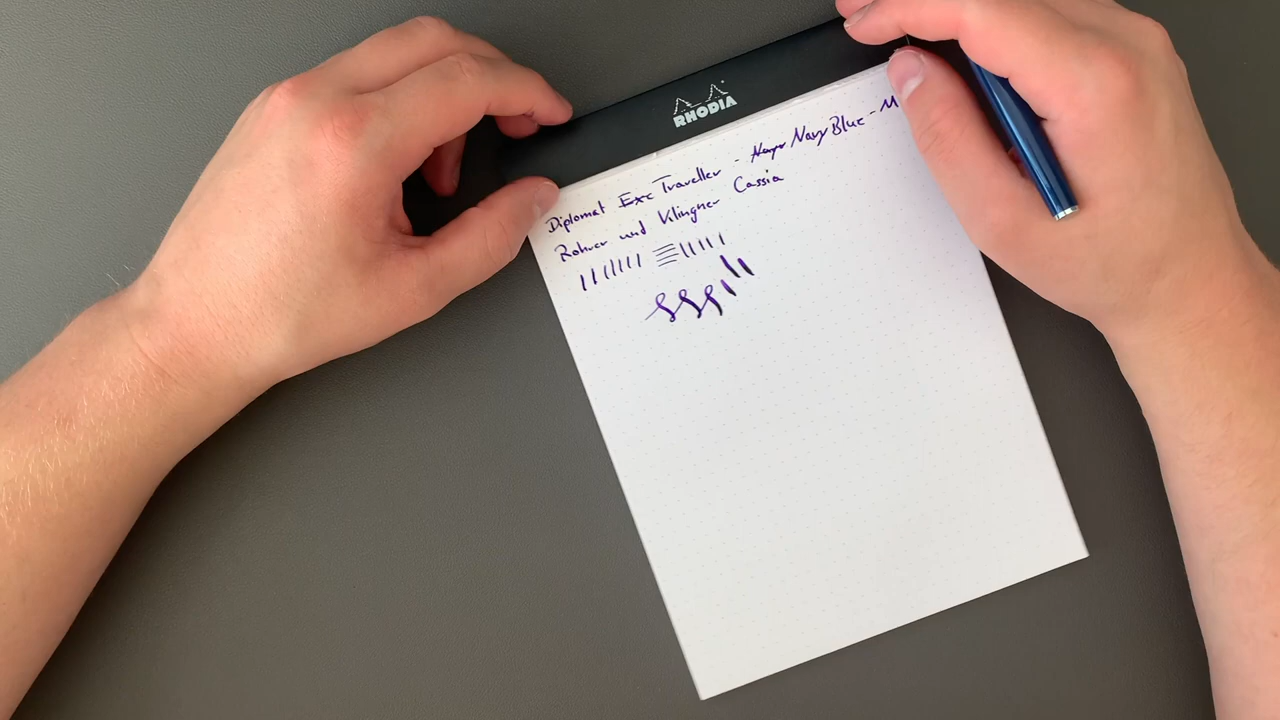 RHODIA
Diplomat Exc Traveller - Navy Blue - M
Rohrer und Klingner Cassia